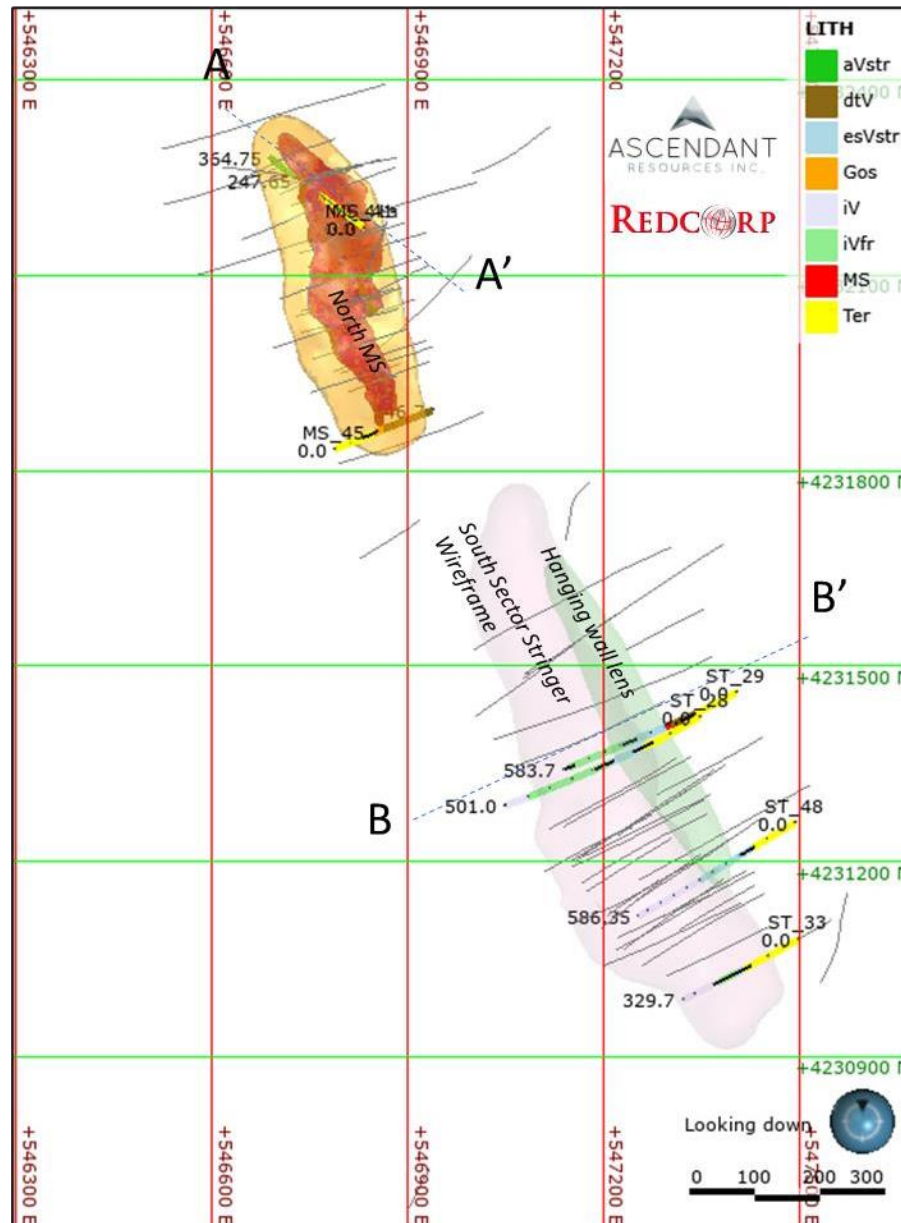 +546300 E
+546600 E
+546900 E
+547200 E
LITH
aVstr
dtV
esVstr
Gos
iV
iVfr
MS
Ter
ASCENDANT
RESOURCES INC.
REDCORP
A
354.75
247.65
0.0
A'
North MS
MS_45
0.0
+4231800 N
South Sector Stringer
Wireframe
Hanging wall lens
B'
+4231500 N
ST_29
0.0
ST_28
0.0
583.7
501.0
B
ST_48
0.0
+4231200 N
586.35
ST_33
0.0
329.7
+4230900 N
Looking down
0 100 200 300
+546300 E
+546600 E
+546900 E
+547200 E